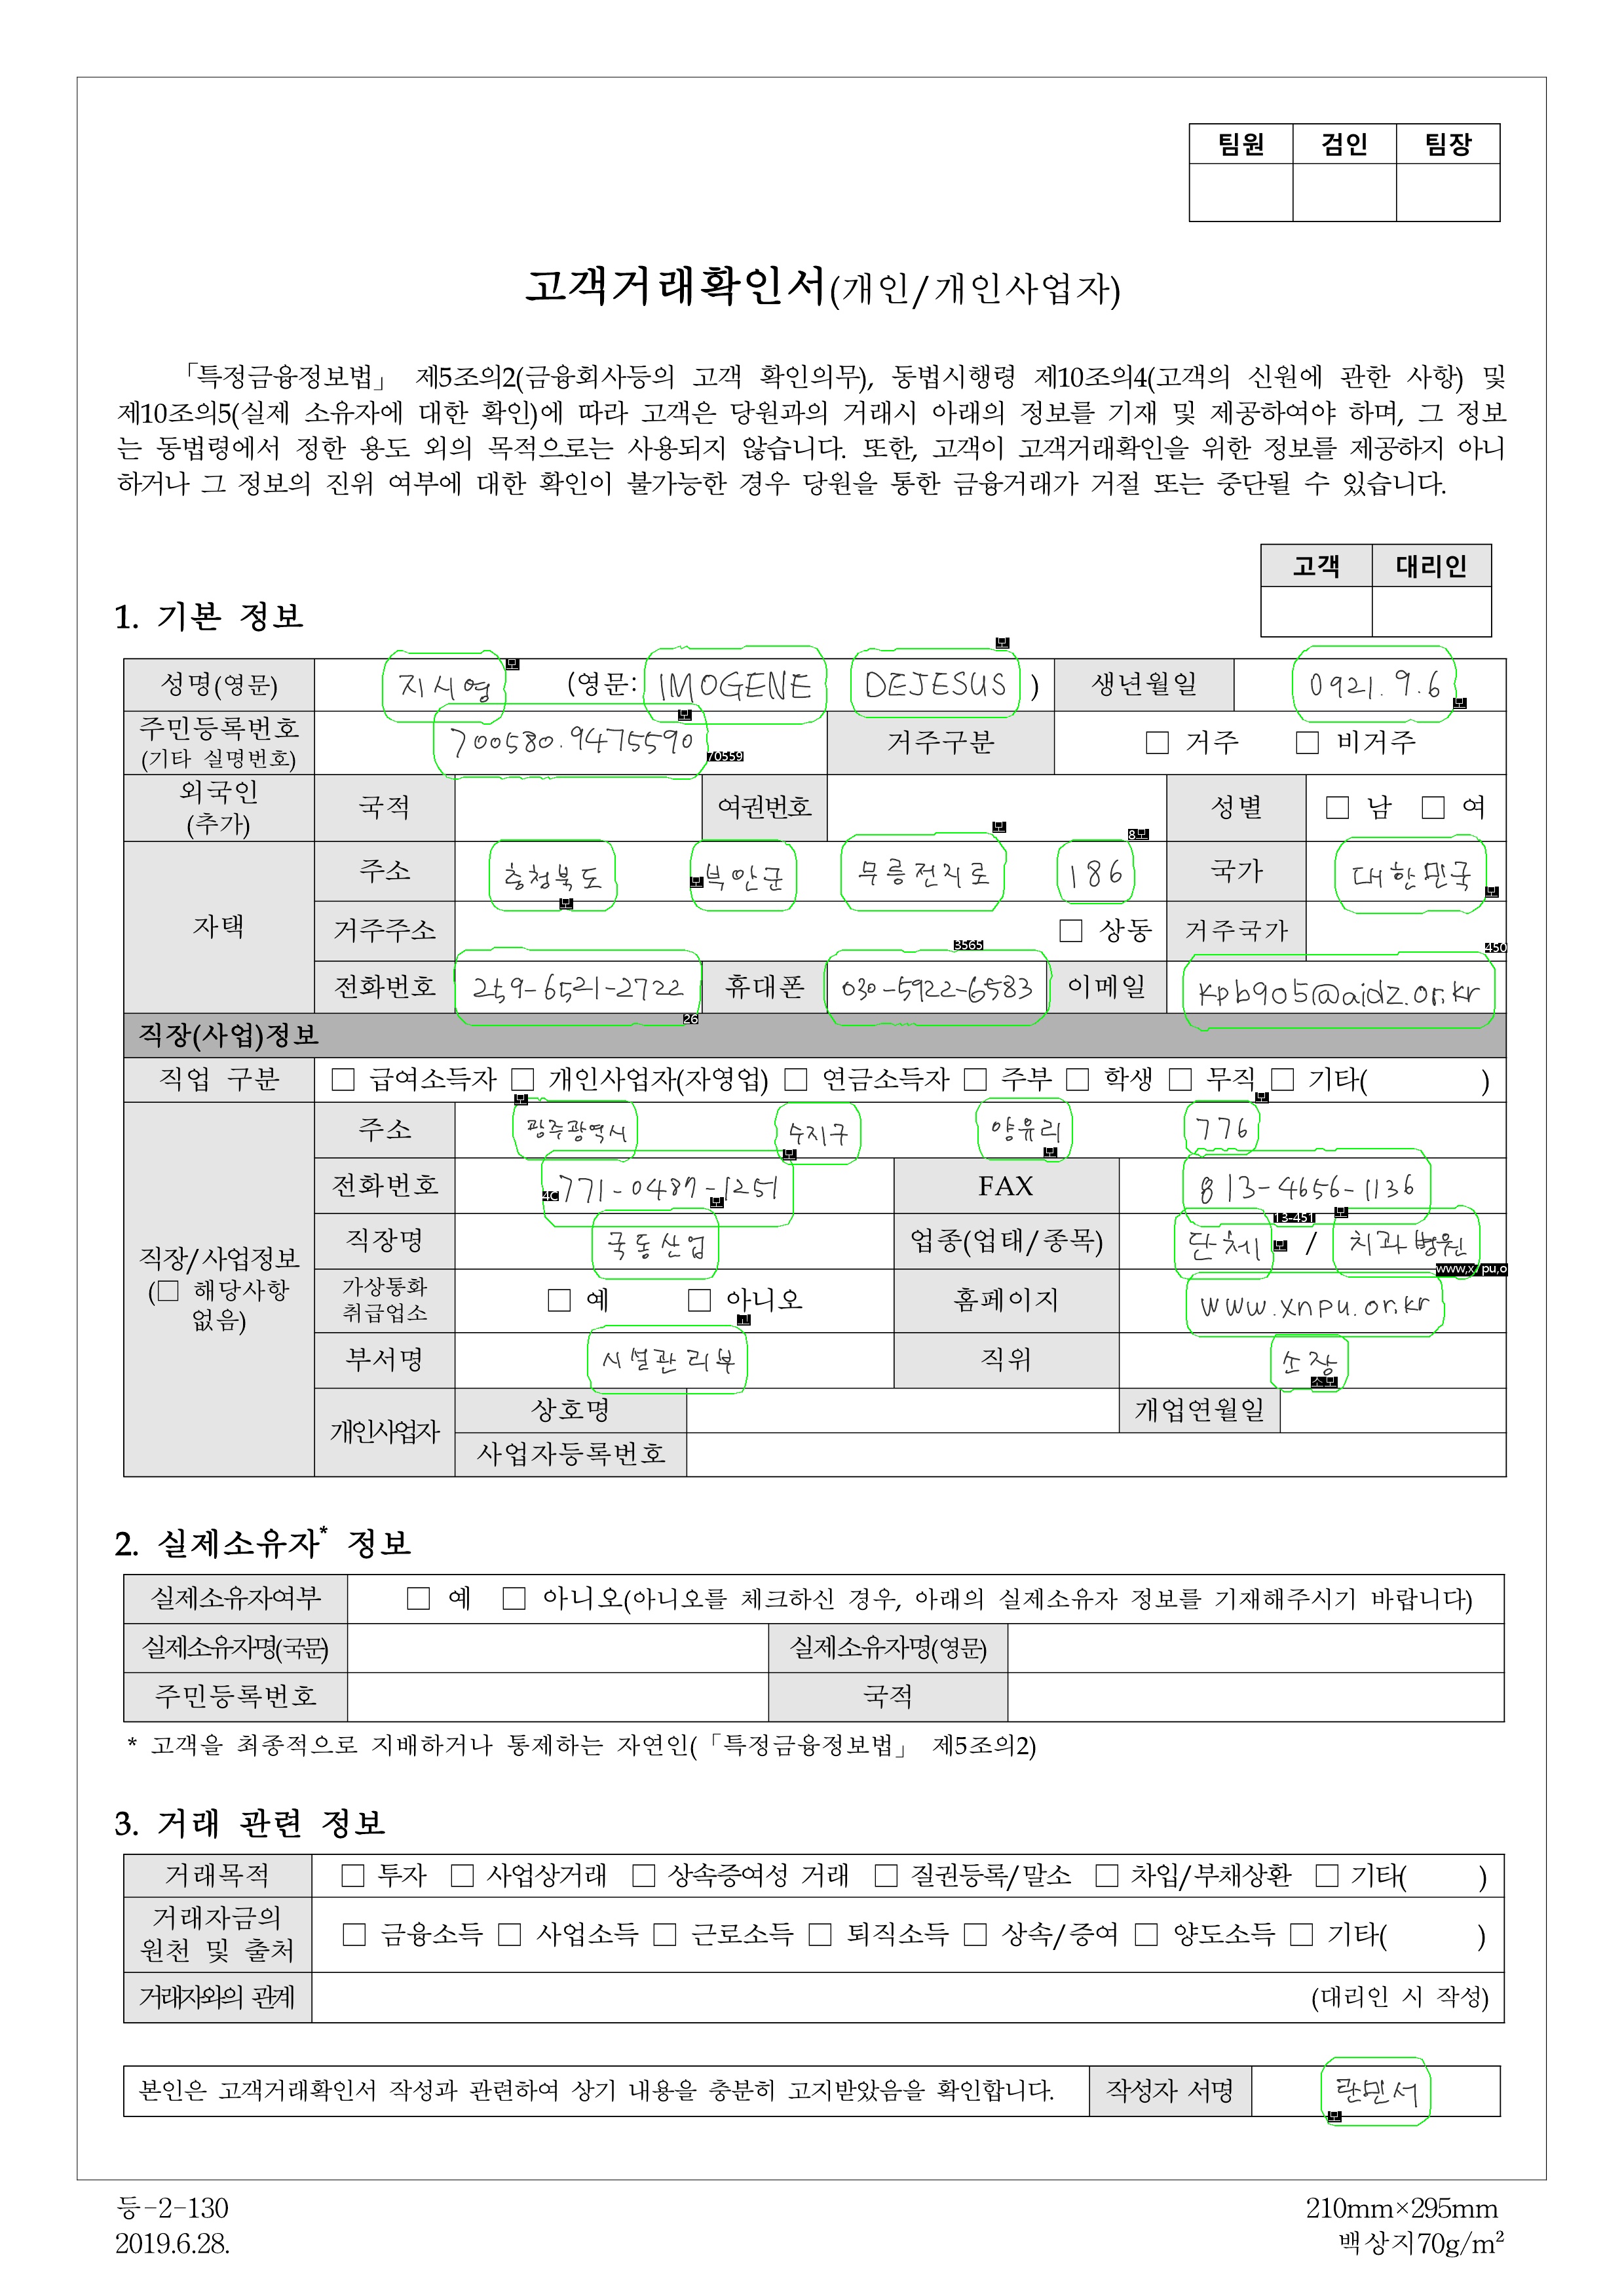 팀원 검인 팀장
고객거래확인서(개인/개인사업자)
「특정금융정보법」 제5조의2(금융회사등의 고객 확인의무), 동법시행령 제10조의4(고객의 신원에 관한 사항) 및
제10조의5(실제 소유자에 대한 확인)에 따라 고객은 당원과의 거래시 아래의 정보를 기재 및 제공하여야 하며, 그 정보
는 동법령에서 정한 용도 외의 목적으로는 사용되지 않습니다. 또한, 고객이 고객거래확인을 위한 정보를 제공하지 아니
하거나 그 정보의 진위 여부에 대한 확인이 불가능한 경우 당원을 통한 금융거래가 거절 또는 중단될 수 있습니다.
고객 대리인
1. 기본 정보
성명(영문) 지시영 (영문: IMOGENE DEJESUS ) 생년월일 0921.9.6
주민등록번호 700580.9475590 거주구분 □ 거주 □ 비거주
(기타 실명번호) 70559
외국인 국적 여권번호 성별 □ 남 □ 여
(추가)
자택 주소 충청북도 부안군 무릉전지로 186 국가 대한민국
거주주소 □ 상동 거주국가
3565 450
전화번호 259-6521-2722 휴대폰 030-5922-6583 이메일 kpb905@aidz.or.kr
26
직장(사업)정보
직업 구분 □ 급여소득자 □ 개인사업자(자영업) □ 연금소득자 □ 주부 □ 학생 □ 무직 □ 기타( )
주소 광주광역시 수지구 양유리 776
전화번호 771-0487-1251 FAX 813-4656-1136
13-451
직장명 국동산업 업종(업태/종목) 단체 / 치과병원
직장/사업정보
(□ 해당사항
없음)
가상통화
취급업소 □ 예 □ 아니오 홈페이지 www.xnpu.or.kr
부서명 시설관리부 직위 소장
개인사업자 상호명 개업연월일
사업자등록번호
2. 실제소유자* 정보
실제소유자여부 □ 예 □ 아니오(아니오를 체크하신 경우, 아래의 실제소유자 정보를 기재해주시기 바랍니다)
실제소유자명(국문) 실제소유자명(영문)
주민등록번호 국적
* 고객을 최종적으로 지배하거나 통제하는 자연인(「특정금융정보법」 제5조의2)
3. 거래 관련 정보
거래목적 □ 투자 □ 사업상거래 □ 상속증여성 거래 □ 질권등록/말소 □ 차입/부채상환 □ 기타( )
거래자금의
원천 및 출처 □ 금융소득 □ 사업소득 □ 근로소득 □ 퇴직소득 □ 상속/증여 □ 양도소득 □ 기타( )
거래자와의 관계 (대리인 시 작성)
본인은 고객거래확인서 작성과 관련하여 상기 내용을 충분히 고지받았음을 확인합니다. 작성자 서명 탄민서
등-2-130 210mm×295mm
2019.6.28. 백상지70g/m²